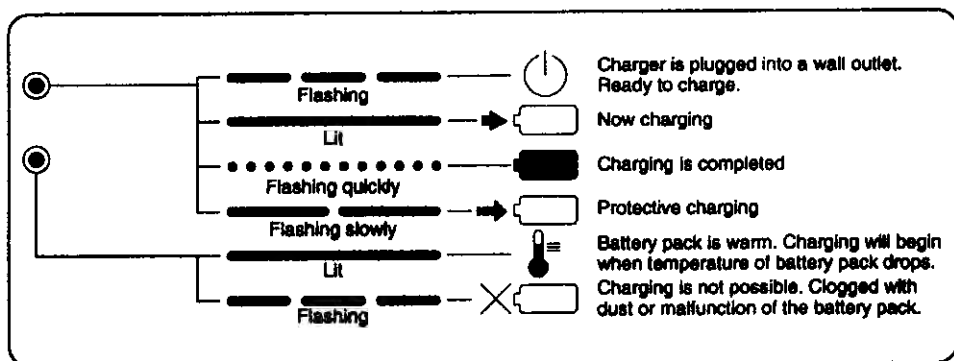 Charger is plugged into a wall outlet.
Ready to charge.
Flashing
Now charging
Lit
Charging is completed
Flashing quickly
Protective charging
Flashing slowly
Battery pack is warm. Charging will begin
when temperature of battery pack drops.
Lit
Charging is not possible. Clogged with
dust or malfunction of the battery pack.
Flashing